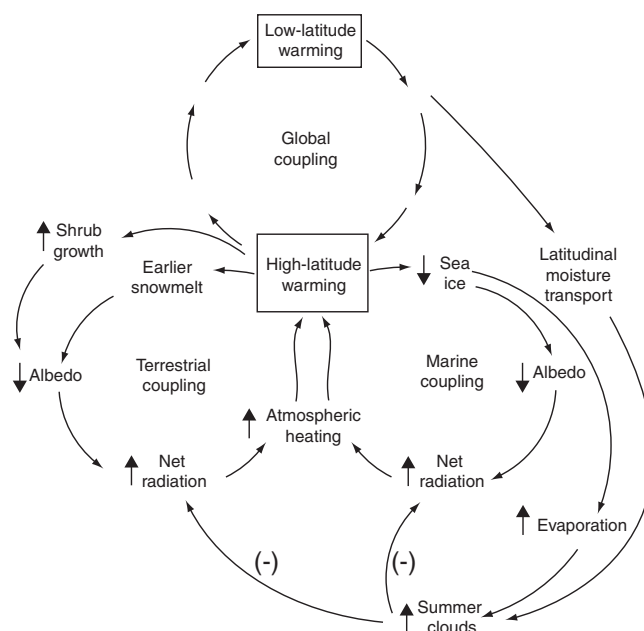 Low-latitude
warming
Global
coupling
Shrub
growth
Earlier
snowmelt
High-latitude
warming
Sea
ice
Latitudinal
moisture
transport
Albedo
Terrestrial
coupling
Marine
coupling
Albedo
Atmospheric
heating
Net
radiation
Net
radiation
Evaporation
(-)
(-)
Summer
clouds